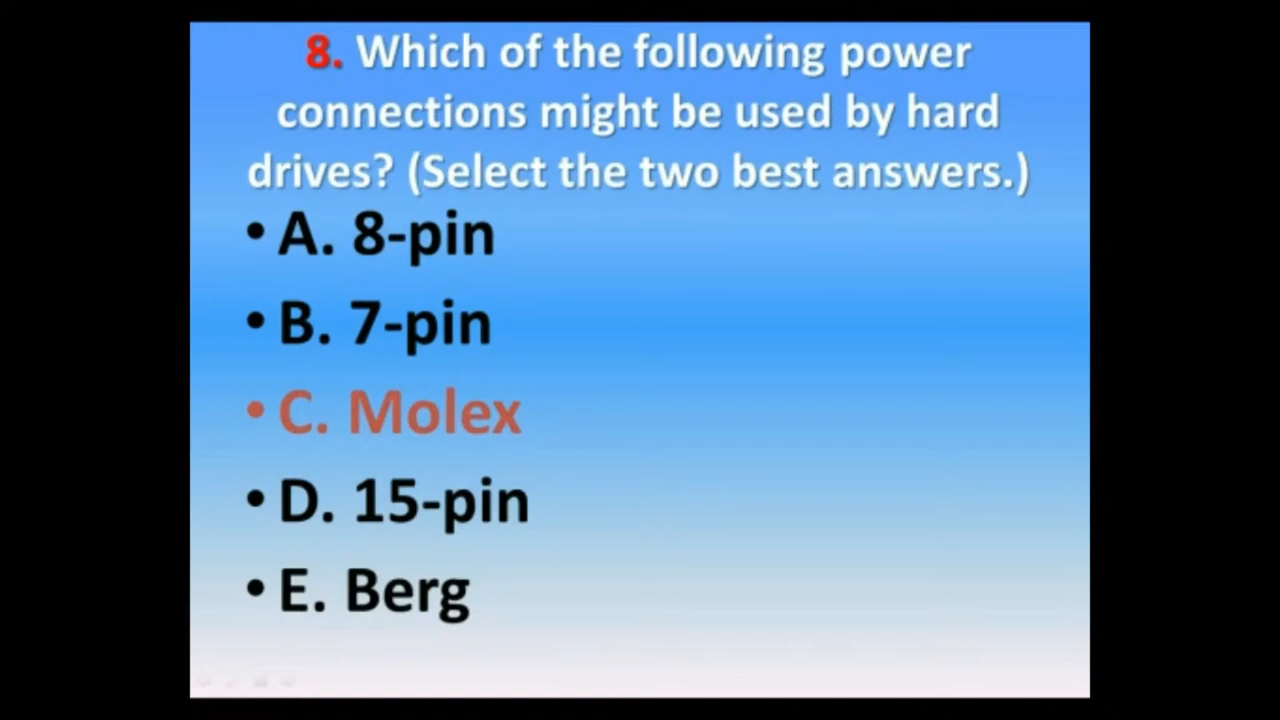 8. Which of the following power
connections might be used by hard
drives? (Select the two best answers.)
• A. 8-pin
• B. 7-pin
• C. Molex
• D. 15-pin
• E. Berg